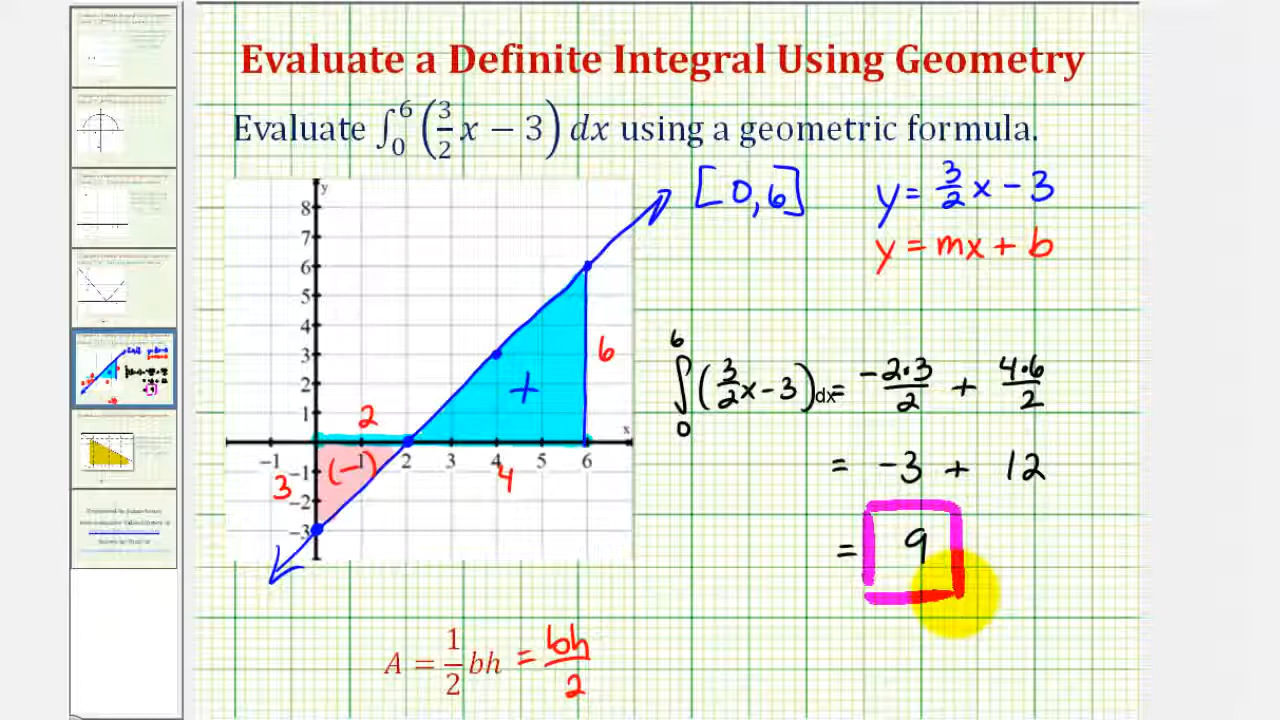 Evaluate a Definite Integral Using Geometry
Evaluate ∫₀⁶ (3/2 x − 3) dx using a geometric formula.
[0,6]
y = 3/2 x − 3
y = mx + b
y
8
7
6
5
4
3
2
1
−1
−2
−3
x
−1 1 2 3 4 5 6
2
3
(−)
+
4
6
∫₀⁶ (3/2 x − 3) dx = −2·3/2 + 4·6/2
= −3 + 12
= 9
A = 1/2 bh = bh/2